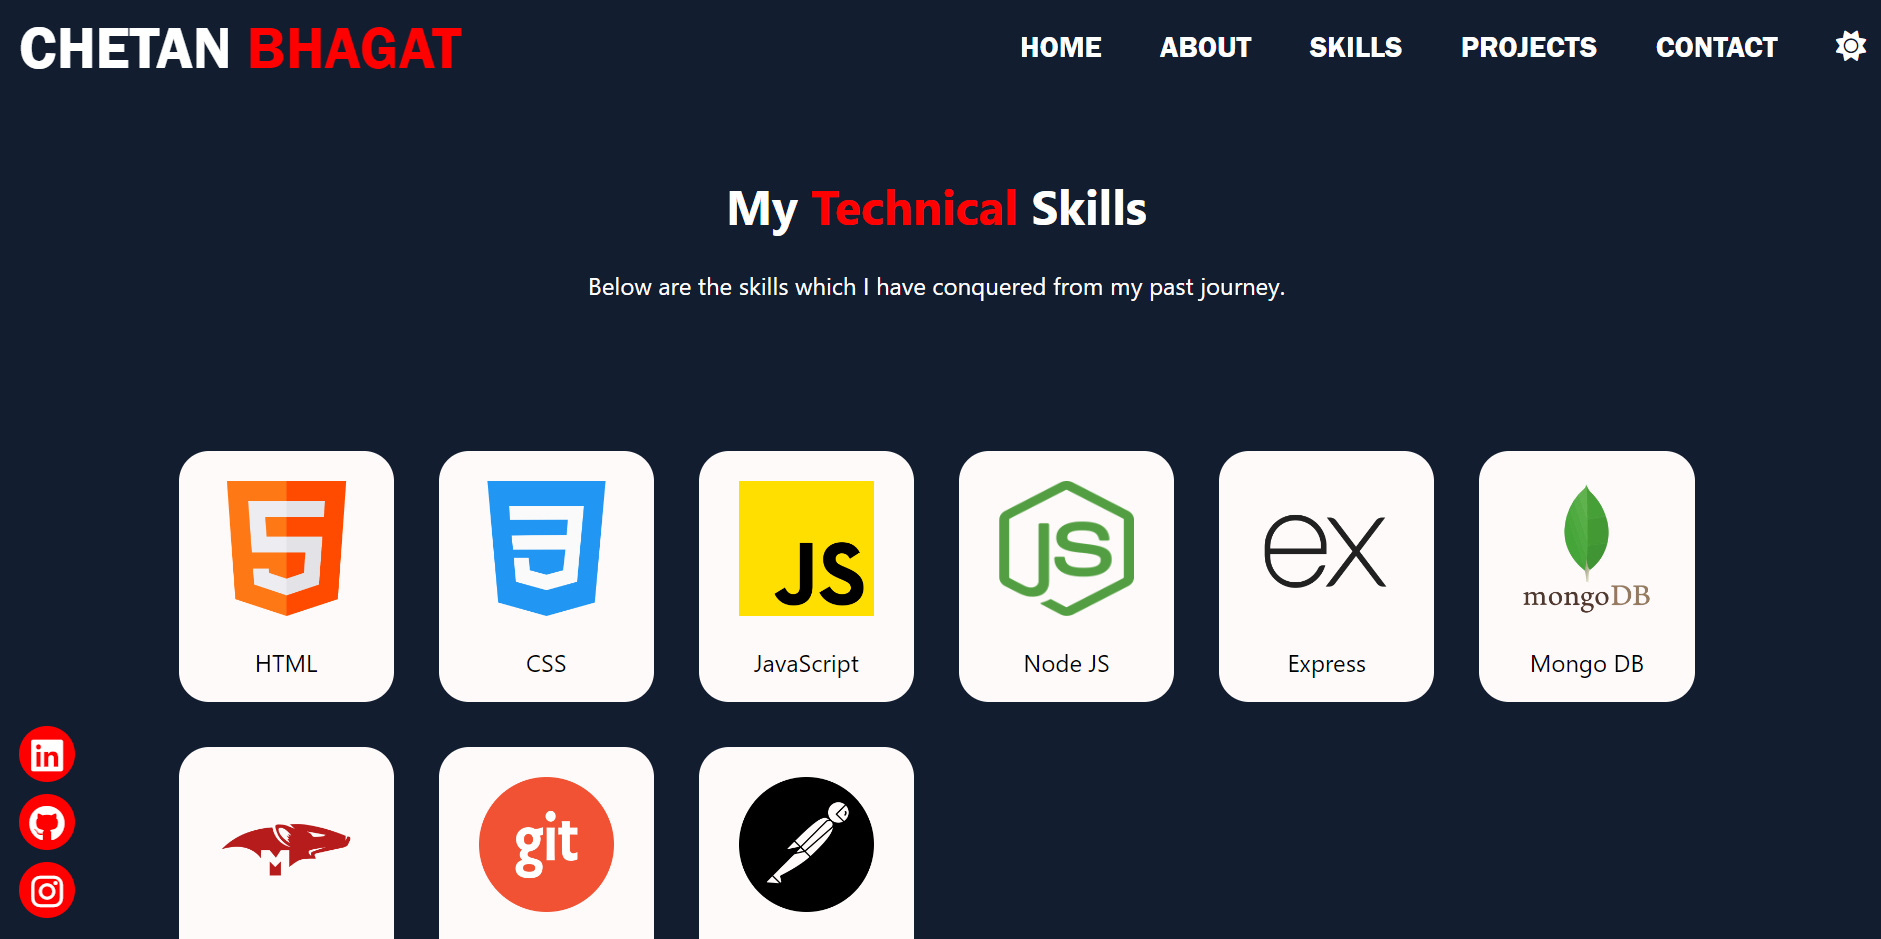 CHETAN BHAGAT
HOME ABOUT SKILLS PROJECTS CONTACT
My Technical Skills
Below are the skills which I have conquered from my past journey.
5
3
JS
JS
ex
mongoDB
HTML
CSS
JavaScript
Node JS
Express
Mongo DB
in
M
git